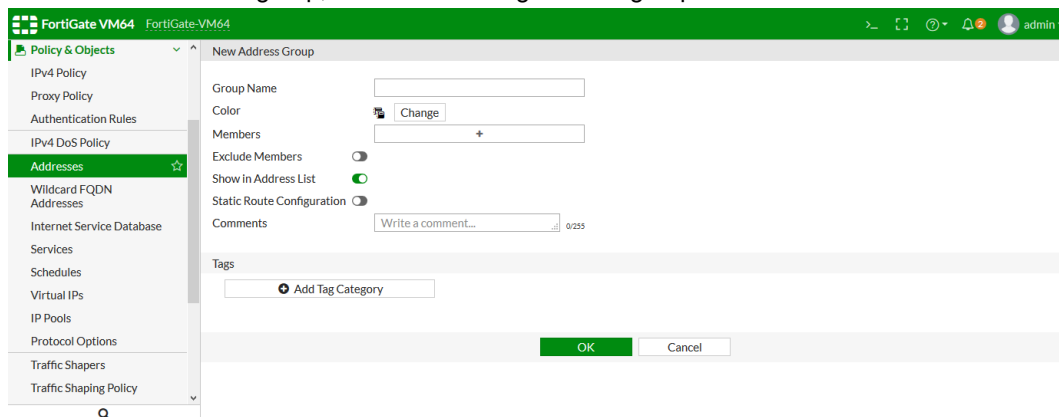 FortiGate VM64 FortiGate-VM64
>_ 2 admin
Policy & Objects
IPv4 Policy
Proxy Policy
Authentication Rules
IPv4 DoS Policy
Addresses
Wildcard FQDN
Addresses
Internet Service Database
Services
Schedules
Virtual IPs
IP Pools
Protocol Options
Traffic Shapers
Traffic Shaping Policy
New Address Group
Group Name
Color Change
Members +
Exclude Members
Show in Address List
Static Route Configuration
Comments Write a comment... 0/255
Tags
Add Tag Category
OK Cancel